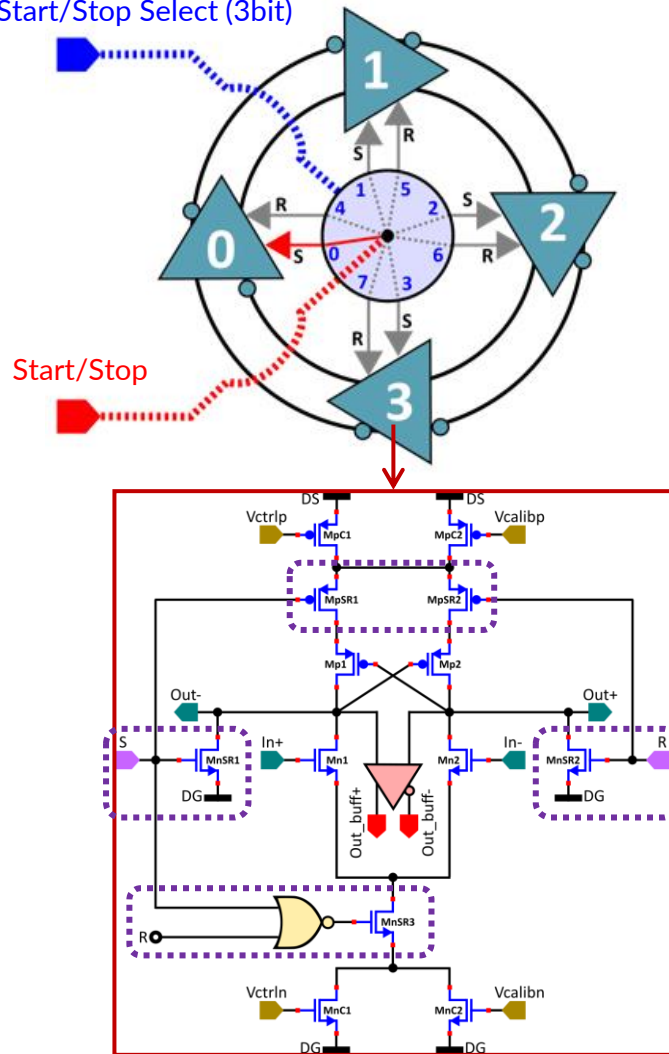 Start/Stop Select (3bit)
1
S
R
1
5
4
2
0
6
7
3
R
S
0
S
R
2
R
S
Start/Stop
3
DS
DS
Vctrlp
MpC1
MpC2
Vcalibp
MpSR1
MpSR2
Mp1
Mp2
Out-
Out+
S
MnSR1
In+
Mn1
Mn2
In-
MnSR2
R
DG
DG
Out_buff+
Out_buff-
R
MnSR3
Vctrln
MnC1
MnC2
Vcalibn
DG
DG